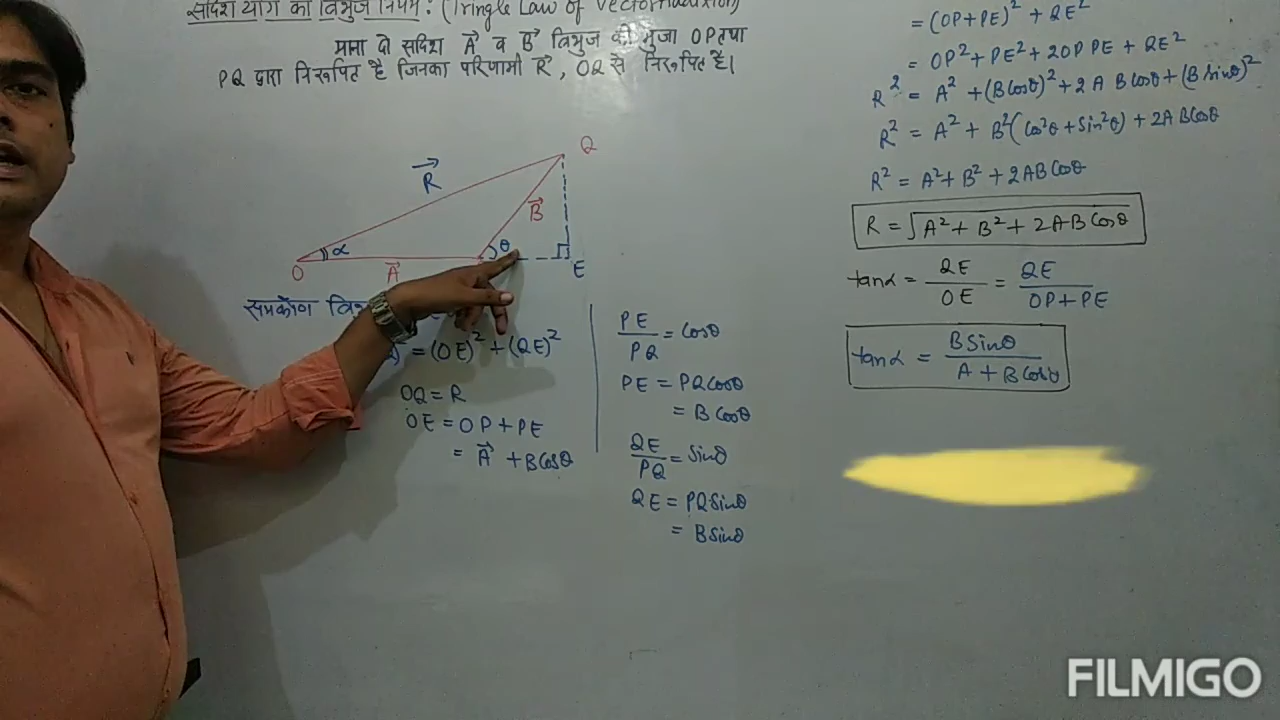 सदिश योग का त्रिभुज नियम : (Tringle Law of Vector Addition)
माना दो सदिश A⃗ व B⃗ त्रिभुज की भुजा OP तथा
PQ द्वारा निरूपित है जिनका परिणामी R⃗ , OQ से निरूपित है।
Q
R⃗
B⃗
α
θ
O
A⃗
E
समकोण
= (OE)² + (QE)²
OQ = R
OE = OP + PE
= A⃗ + B Cosθ
PE/PQ = Cosθ
PE = PQ Cosθ
= B Cosθ
QE/PQ = Sinθ
QE = PQ Sinθ
= B Sinθ
= (OP+PE)² + QE²
= OP² + PE² + 2OP PE + QE²
R² = A² + (B Cosθ)² + 2 A B Cosθ + (B Sinθ)²
R² = A² + B² (Cos²θ + Sin²θ) + 2AB Cosθ
R² = A² + B² + 2AB Cosθ
R = √A² + B² + 2AB Cosθ
tanα = QE/OE = QE/OP+PE
tanα = B Sinθ/A + B Cosθ
FILMIGO